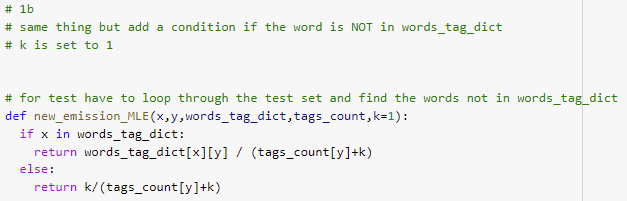 # 1b
# same thing but add a condition if the word is NOT in words_tag_dict
# k is set to 1
# for test have to loop through the test set and find the words not in words_tag_dict
def new_emission_MLE(x,y,words_tag_dict,tags_count,k=1):
  if x in words_tag_dict:
    return words_tag_dict[x][y] / (tags_count[y]+k)
  else:
    return k/(tags_count[y]+k)